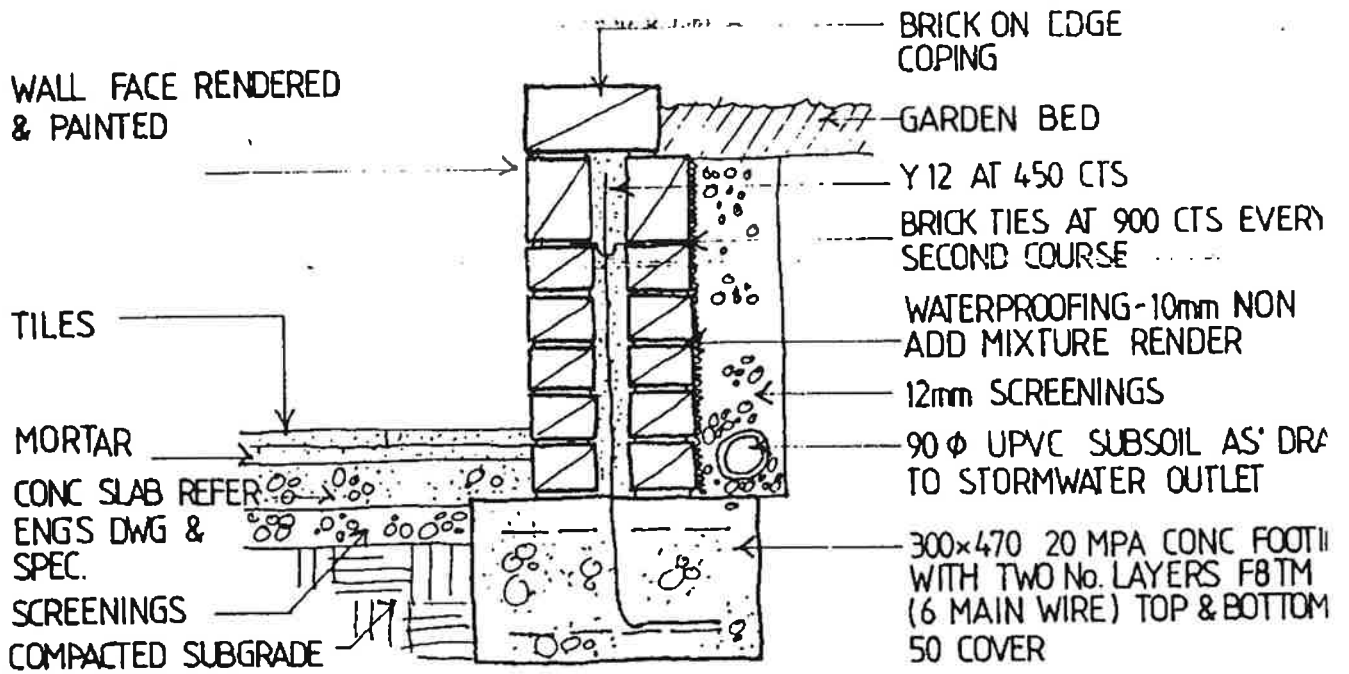 BRICK ON EDGE
COPING
WALL FACE RENDERED
& PAINTED
GARDEN BED
Y12 AT 450 CTS
BRICK TIES AT 900 CTS EVERY
SECOND COURSE
WATERPROOFING-10mm NON
ADD MIXTURE RENDER
12mm SCREENINGS
90 Φ UPVC SUBSOIL AS DRA
TO STORMWATER OUTLET
300x470 20 MPA CONC FOOTI
WITH TWO No. LAYERS F8TM
(6 MAIN WIRE) TOP & BOTTOM
50 COVER
TILES
MORTAR
CONC SLAB REFER
ENGS DWG &
SPEC.
SCREENINGS
COMPACTED SUBGRADE